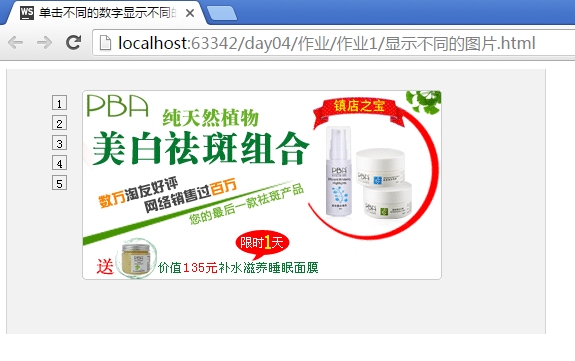 WS 单击不同的数字显示不同的
localhost:63342/day04/作业/作业1/显示不同的图片.html
1
2
3
4
5
PBA
纯天然植物
镇店之宝
美白祛斑组合
数万淘友好评
网络销售过百万
您的最后一款祛斑产品
限时1天
送
价值135元补水滋养睡眠面膜
PBA
PBA
PBA